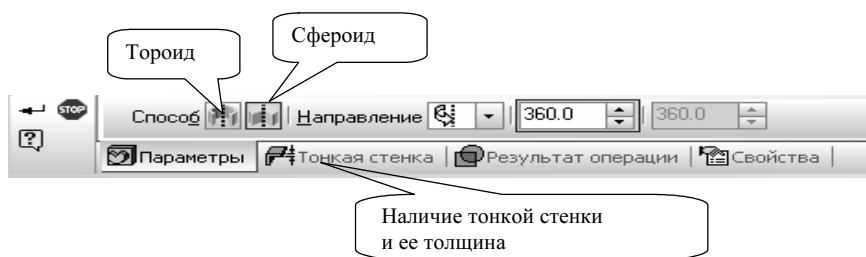 Тороид
Сфероид
STOP
Способ Направление 360.0 360.0
?
Параметры Тонкая стенка Результат операции Свойства
Наличие тонкой стенки
и ее толщина